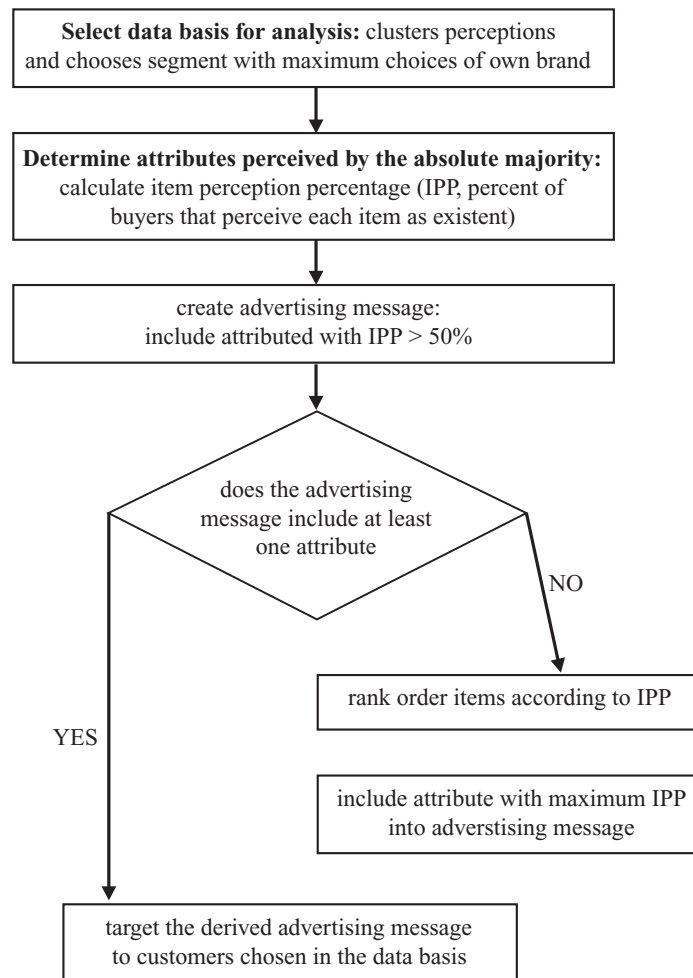 Select data basis for analysis: clusters perceptions
and chooses segment with maximum choices of own brand
Determine attributes perceived by the absolute majority:
calculate item perception percentage (IPP, percent of
buyers that perceive each item as existent)
create advertising message:
include attributed with IPP > 50%
does the advertising
message include at least
one attribute
NO
rank order items according to IPP
YES
include attribute with maximum IPP
into adverstising message
target the derived advertising message
to customers chosen in the data basis